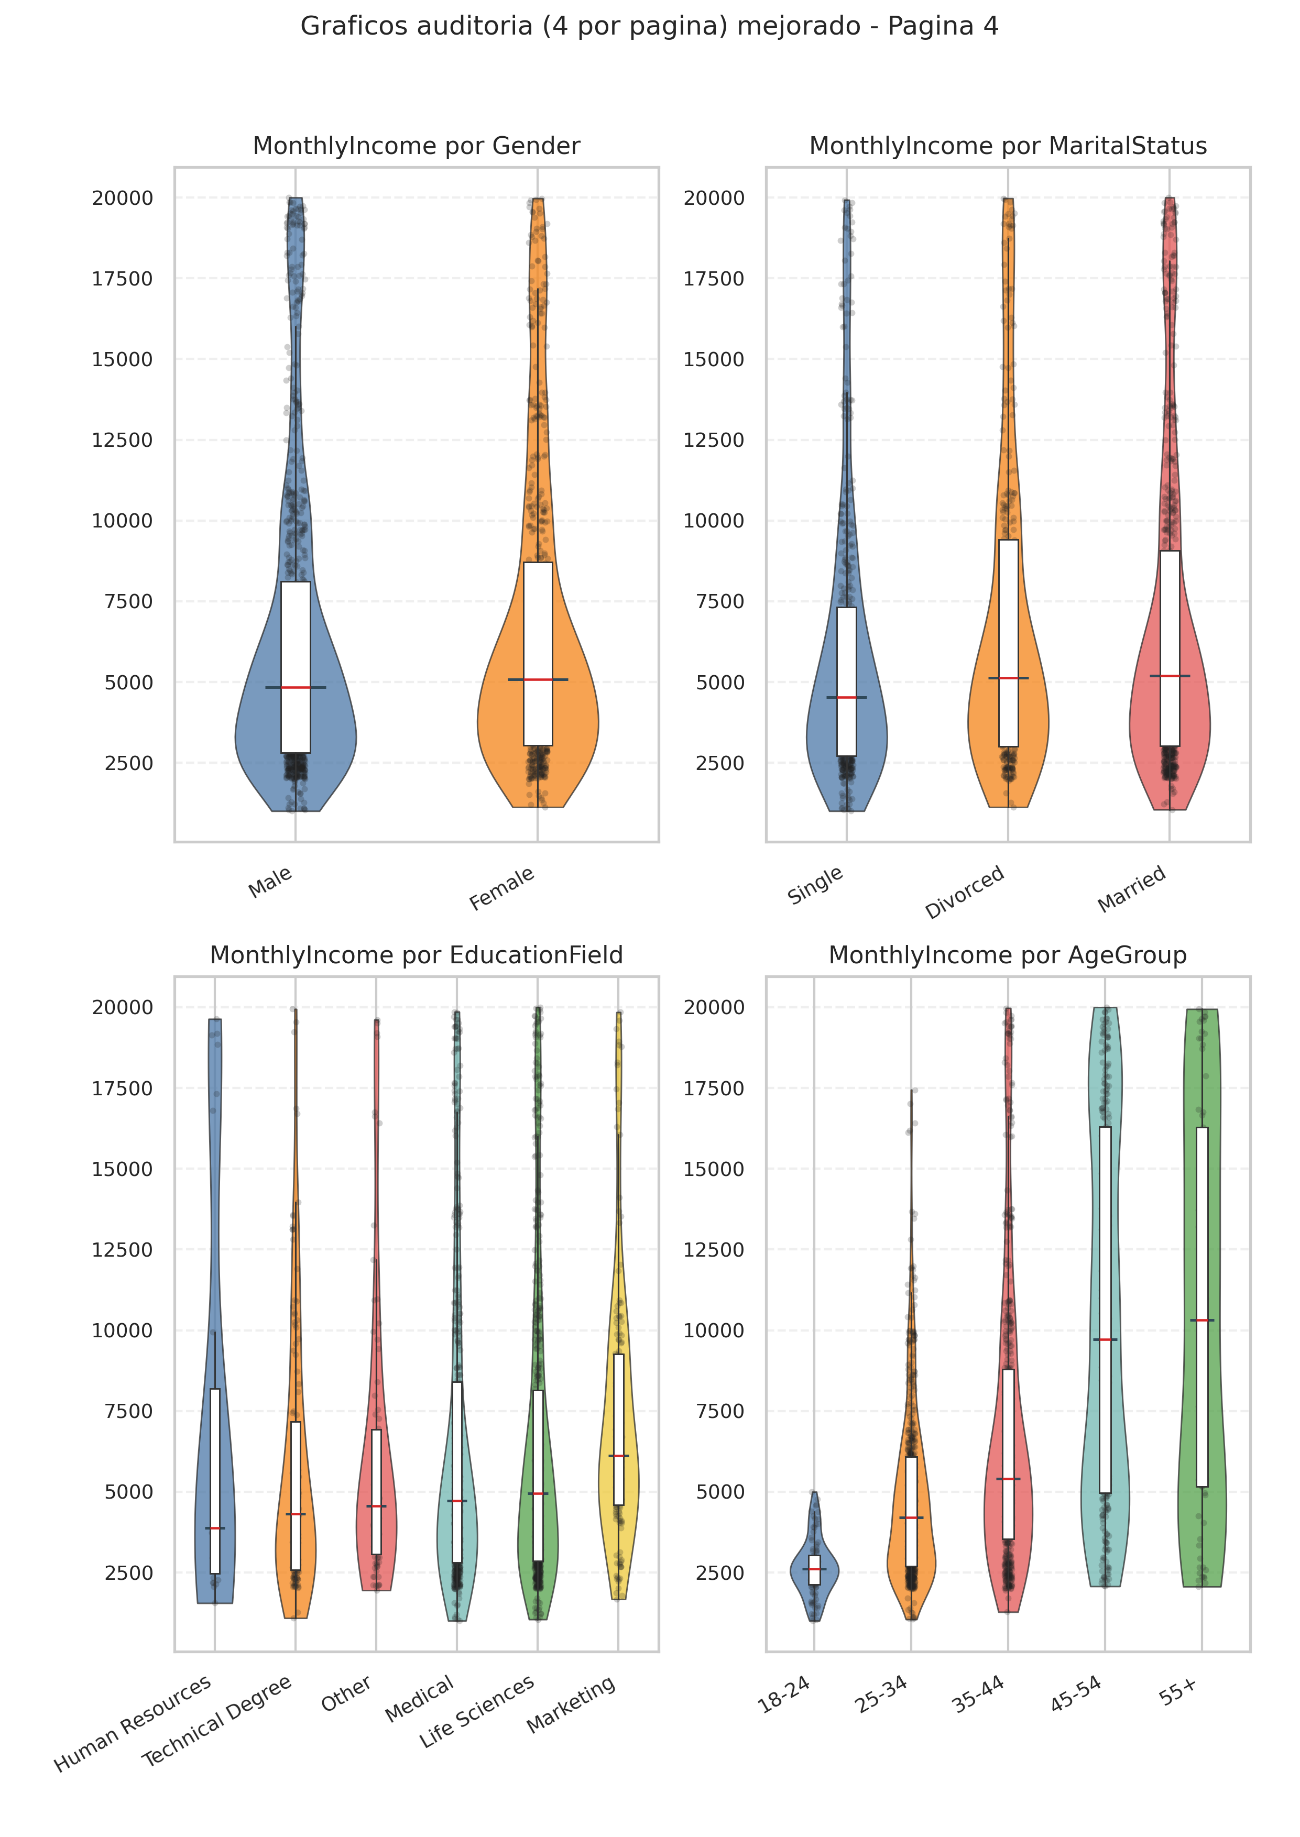 Graficos auditoria (4 por pagina) mejorado - Pagina 4
MonthlyIncome por Gender
20000
17500
15000
12500
10000
7500
5000
2500
Male
Female
MonthlyIncome por MaritalStatus
20000
17500
15000
12500
10000
7500
5000
2500
Single
Divorced
Married
MonthlyIncome por EducationField
20000
17500
15000
12500
10000
7500
5000
2500
Human Resources
Technical Degree
Other
Medical
Life Sciences
Marketing
MonthlyIncome por AgeGroup
20000
17500
15000
12500
10000
7500
5000
2500
18-24
25-34
35-44
45-54
55+